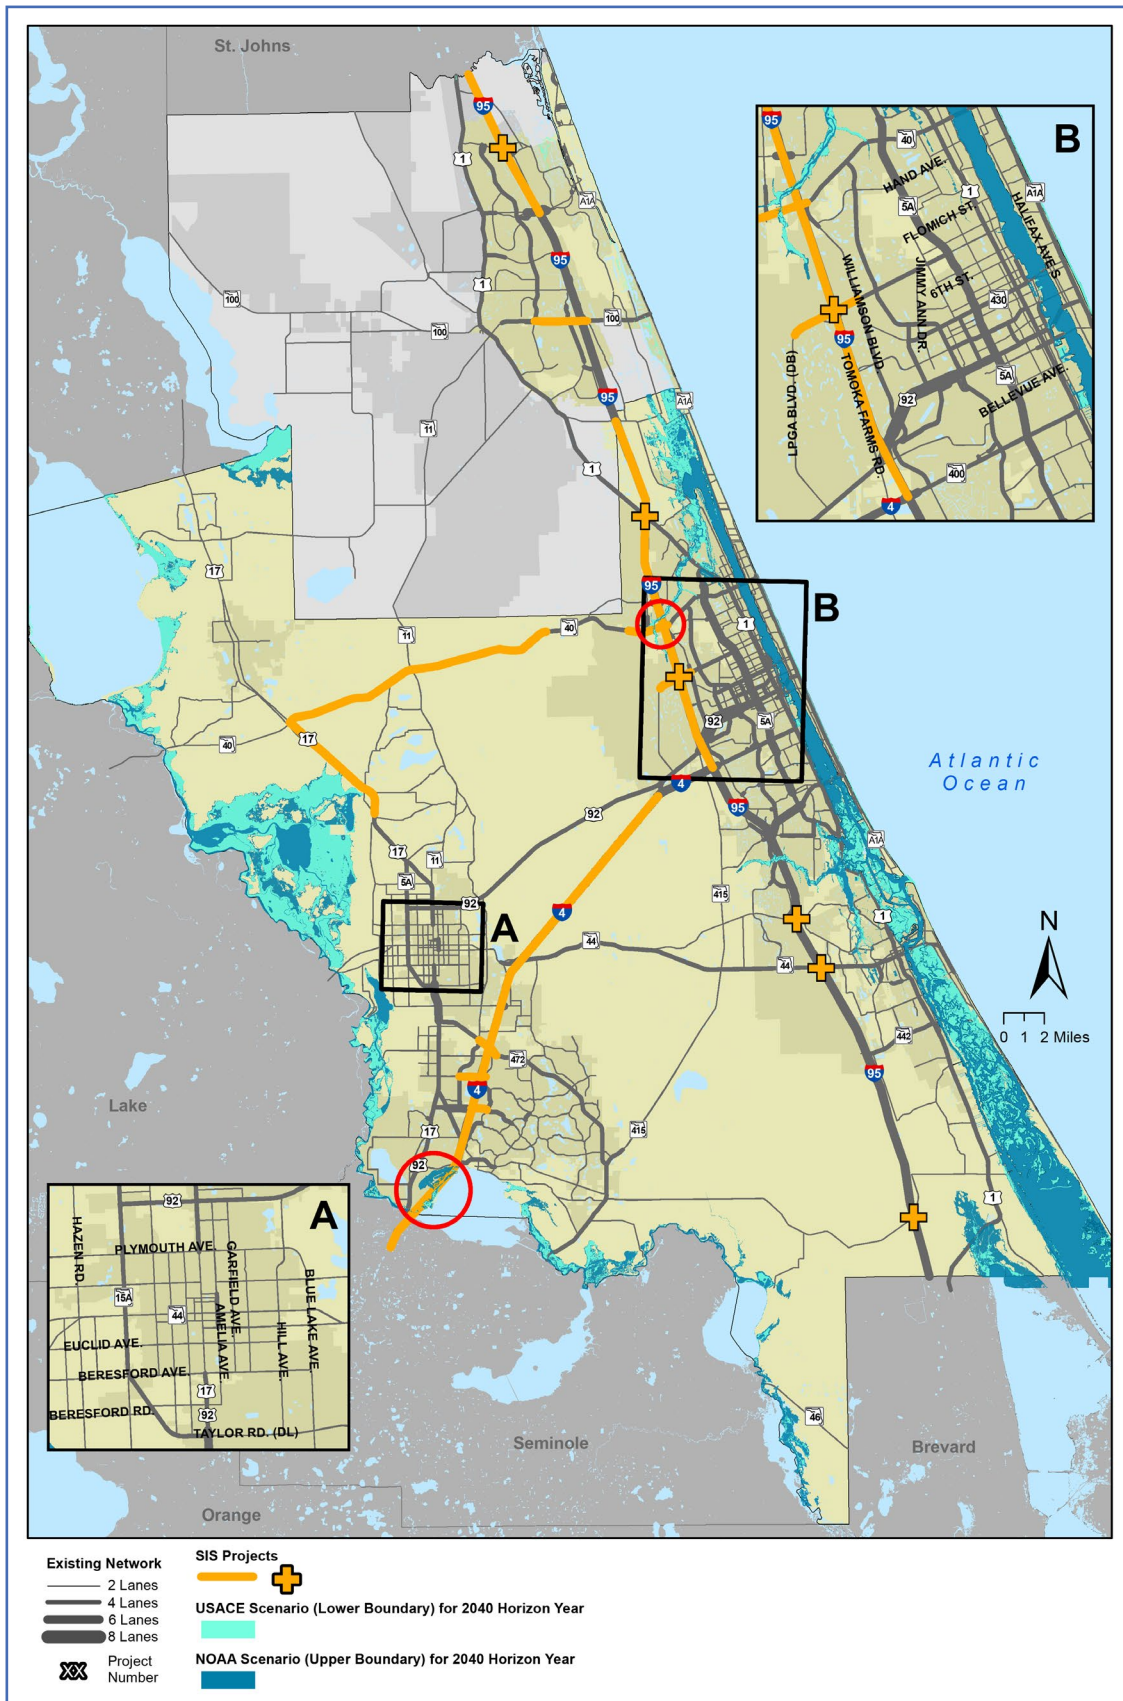 St. Johns
95
1
A1A
95
1
100
100
100
95
A1A
11
1
17
95
B
11
40
1
92
5A
40
17
4
95
92
Atlantic
Ocean
17
11
5A
A1A
92
A
415
4
1
44
44
N
0 1 2 Miles
442
472
4
95
Lake
17
415
92
1
46
Seminole
Brevard
Orange
B
95
40
HAND AVE.
1
A1A
5A
FLOMICH ST.
HALIFAX AVE S
WILLIAMSON BLVD.
JIMMY ANN DR.
6TH ST.
430
95
LPGA BLVD. (DB)
TOMOKA FARMS RD.
5A
BELLEVUE AVE.
92
400
4
A
92
HAZEN RD.
PLYMOUTH AVE.
GARFIELD AVE.
BLUE LAKE AVE.
15A
44
AMELIA AVE.
HILL AVE.
EUCLID AVE.
BERESFORD AVE.
17
BERESFORD RD.
92
TAYLOR RD. (DL)
Existing Network
2 Lanes
4 Lanes
6 Lanes
8 Lanes
XX Project
Number
SIS Projects
USACE Scenario (Lower Boundary) for 2040 Horizon Year
NOAA Scenario (Upper Boundary) for 2040 Horizon Year